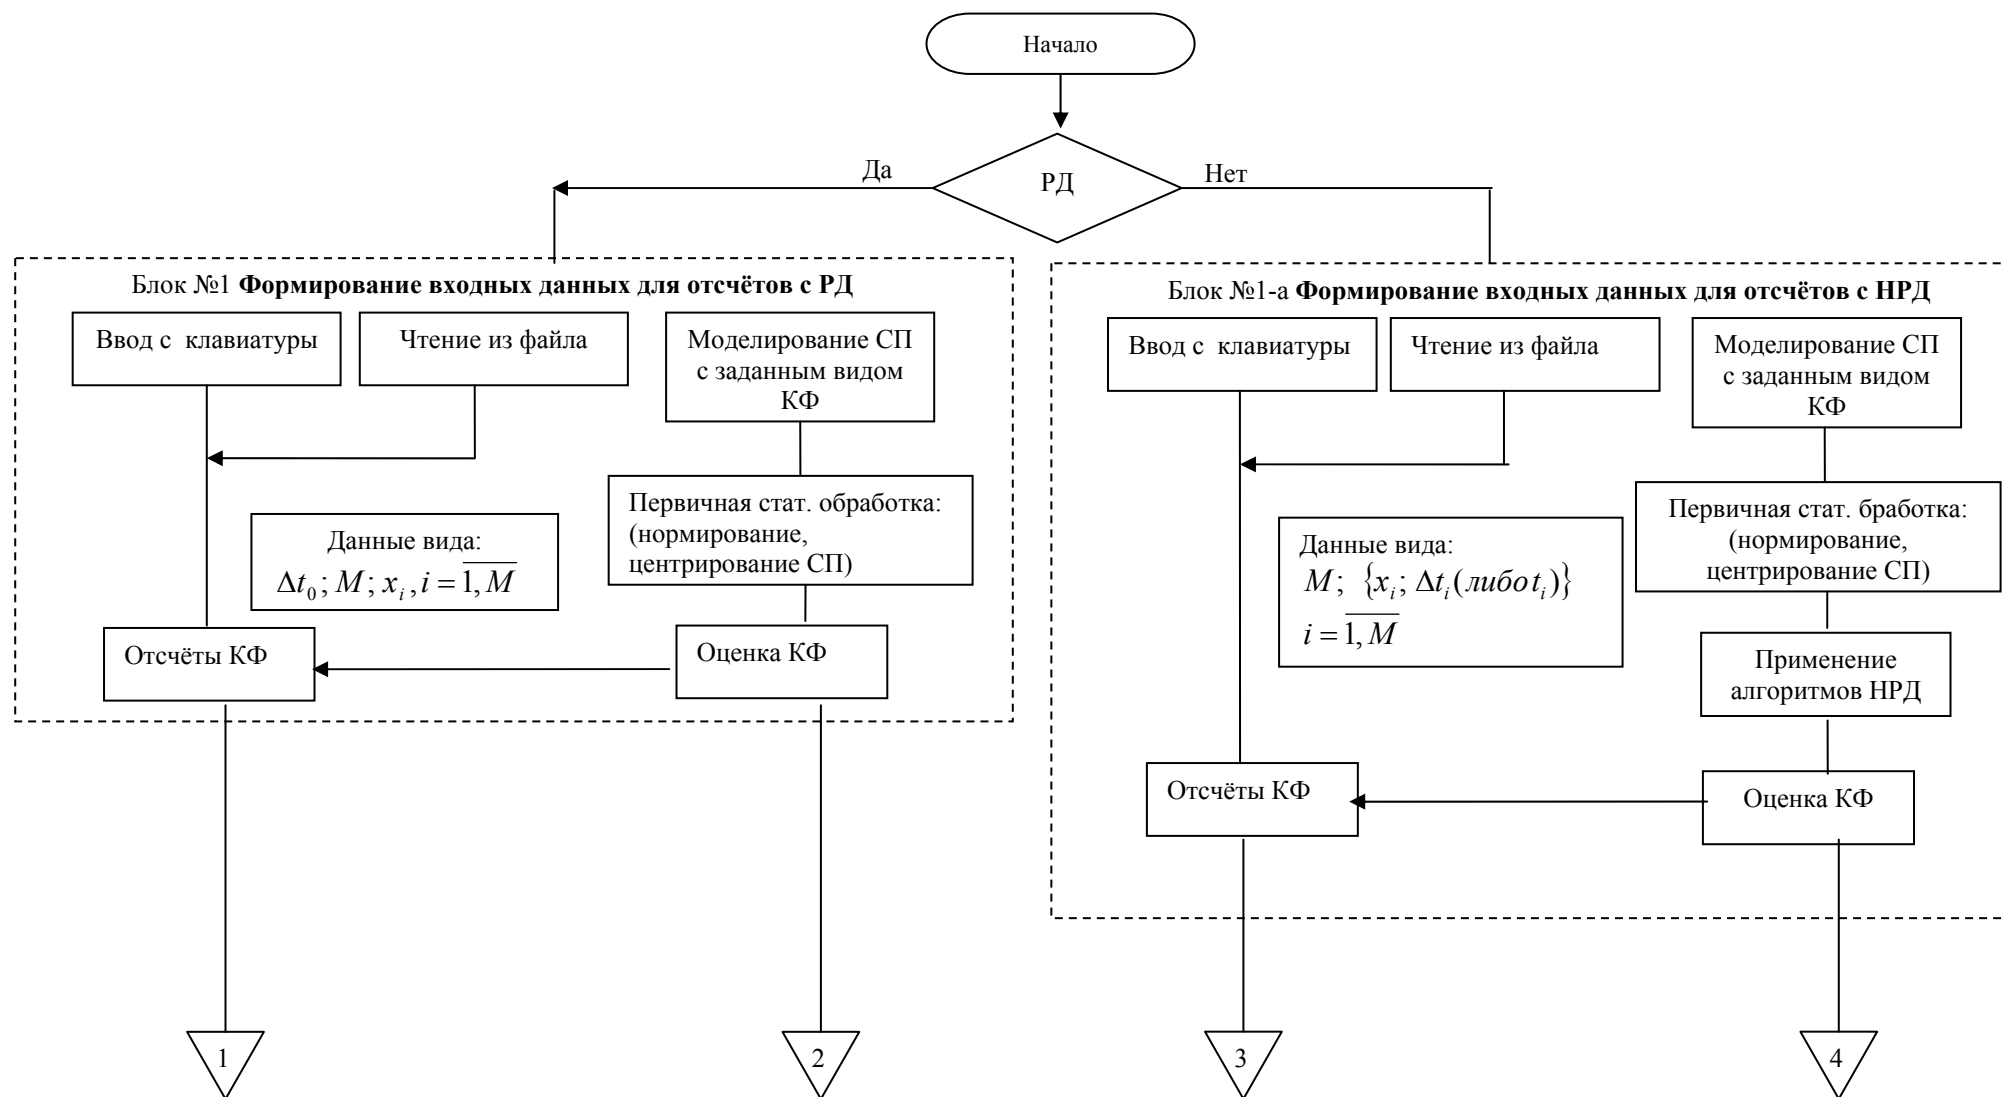 Начало
РД
Да
Нет
Блок №1 Формирование входных данных для отсчётов с РД
Ввод с клавиатуры
Чтение из файла
Моделирование СП
с заданным видом
КФ
Первичная стат. обработка:
(нормирование,
центрирование СП)
Данные вида:
Δt₀; M; xᵢ, i = 1, M
Отсчёты КФ
Оценка КФ
Блок №1-а Формирование входных данных для отсчётов с НРД
Ввод с клавиатуры
Чтение из файла
Моделирование СП
с заданным видом
КФ
Первичная стат. бработка:
(нормирование,
центрирование СП)
Данные вида:
M; {xᵢ; Δtᵢ(либо tᵢ)}
i = 1, M
Применение
алгоритмов НРД
Отсчёты КФ
Оценка КФ
1
2
3
4